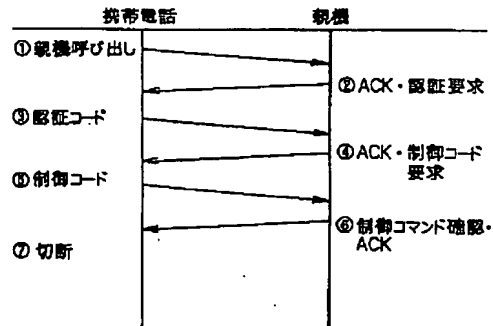 携帯電話
親機
①親機呼び出し
②ACK・認証要求
③認証コード
④ACK・制御コード
要求
⑤制御コード
⑥制御コマンド確認・
ACK
⑦切断